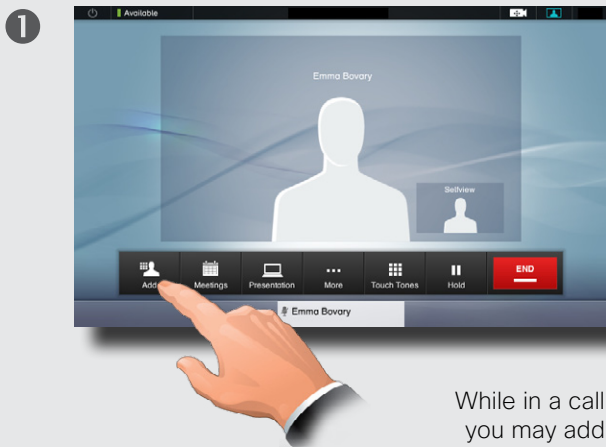 1
Available
Emma Bovary
Selfview
Add
Meetings
Presentation
More
Touch Tones
Hold
END
Emma Bovary
While in a call
you may add